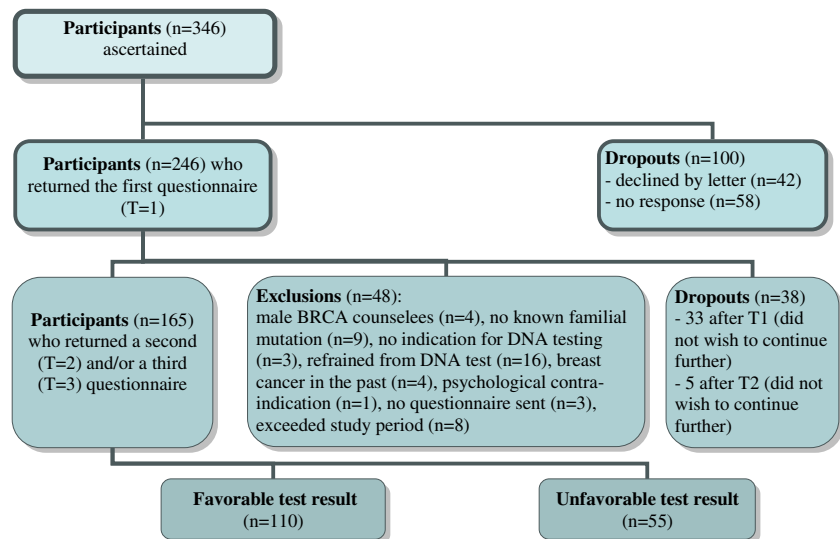 Participants (n=346)
ascertained
Participants (n=246) who
returned the first questionnaire
(T=1)
Dropouts (n=100)
- declined by letter (n=42)
- no response (n=58)
Participants (n=165)
who returned a second
(T=2) and/or a third
(T=3) questionnaire
Exclusions (n=48):
male BRCA counselees (n=4), no known familial
mutation (n=9), no indication for DNA testing
(n=3), refrained from DNA test (n=16), breast
cancer in the past (n=4), psychological contra-
indication (n=1), no questionnaire sent (n=3),
exceeded study period (n=8)
Dropouts (n=38)
- 33 after T1 (did
not wish to continue
further)
- 5 after T2 (did not
wish to continue
further)
Favorable test result
(n=110)
Unfavorable test result
(n=55)